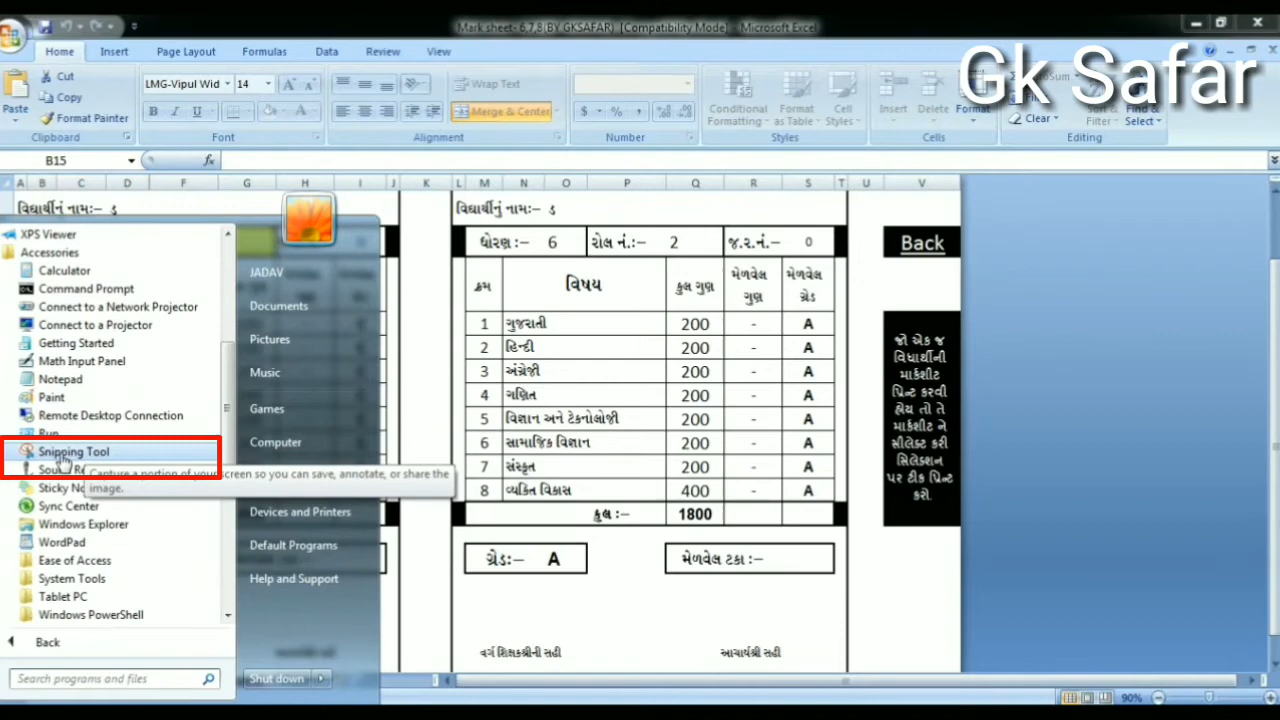 Mark sheet- 6,7,8(BY GKSAFAR) [Compatibility Mode] - Microsoft Excel
Home Insert Page Layout Formulas Data Review View
Gk Safar
Paste
Cut
Copy
Format Painter
Clipboard
LMG-Vipul Wid 14
B I U
Font
Wrap Text
Merge & Center
Alignment
$ % ,
Number
Conditional Formatting
Format as Table
Cell Styles
Styles
Insert Delete Format
Cells
Clear
Filter
Select
Editing
B15 fx
A B C D F G H I J K L M N O P Q R S T U V
વિદ્યાર્થીનું નામ:- ડ
વિદ્યાર્થીનું નામ:- ડ
ધોરણ :- 6 રોલ નં.:- 2 જ.ર.નં.- 0
Back
ક્રમ વિષય કુલ ગુણ મેળવેલ ગુણ મેળવેલ ગ્રેડ
1 ગુજરાતી 200 - A
2 હિન્દી 200 - A
3 અંગ્રેજી 200 - A
4 ગણિત 200 - A
5 વિજ્ઞાન અને ટેકનોલોજી 200 - A
6 સામાજિક વિજ્ઞાન 200 - A
7 સંસ્કૃત 200 - A
8 વ્યકિત વિકાસ 400 - A
કુલ :- 1800
ગ્રેડ:- A મેળવેલ ટકા :-
વર્ગ શિક્ષકશ્રીની સહી આચાર્યશ્રી સહી
જો એક જ
વિધાર્થીની
માર્કશીટ
પ્રિન્ટ કરવી
હોય તો તે
માર્કશીટ ને
સીલેક્ટ કરી
સિલેકશન
પર ટીક પ્રિન્ટ
કરો.
XPS Viewer
Accessories
Calculator
Command Prompt
Connect to a Network Projector
Connect to a Projector
Getting Started
Math Input Panel
Notepad
Paint
Remote Desktop Connection
Run
Snipping Tool
Capture a portion of your screen so you can save, annotate, or share the
image.
Sync Center
Windows Explorer
WordPad
Ease of Access
System Tools
Tablet PC
Windows PowerShell
Back
Search programs and files
JADAV
Documents
Pictures
Music
Games
Computer
Devices and Printers
Default Programs
Help and Support
Shut down
90%